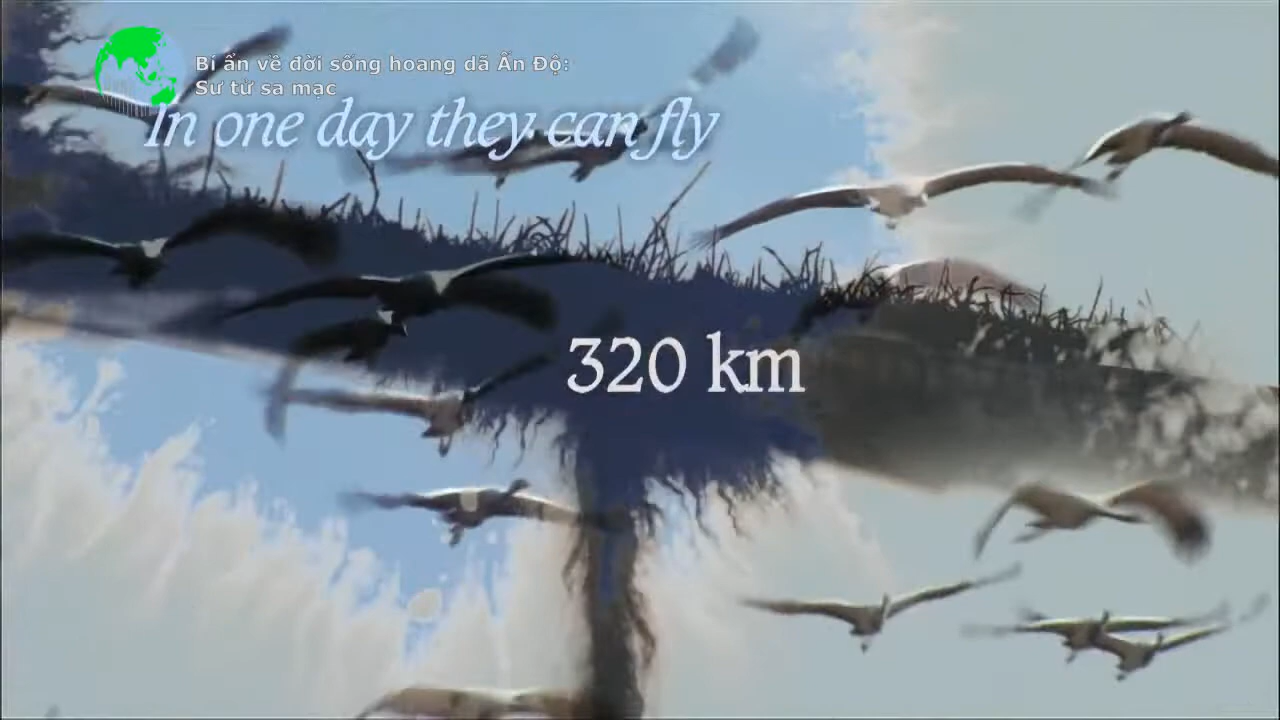 Bí ẩn về đời sống hoang dã Ấn Độ:
Sư tử sa mạc
In one day they can fly
320 km